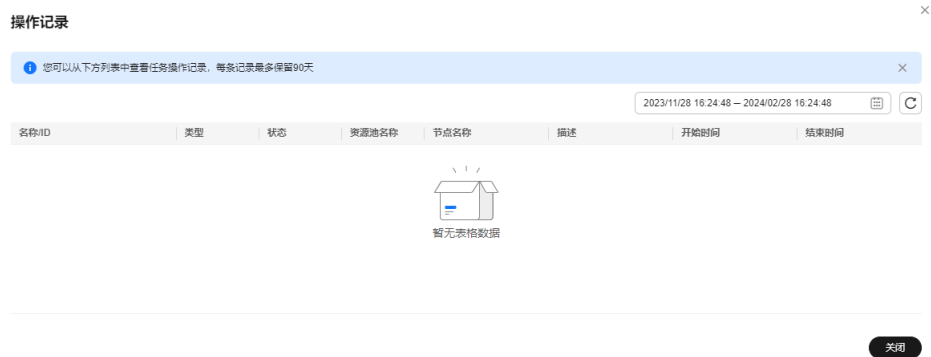 操作记录
您可以从下方列表中查看任务操作记录，每条记录最多保留90天
2023/11/28 16:24:48 — 2024/02/28 16:24:48
名称/ID 类型 状态 资源池名称 节点名称 描述 开始时间 结束时间
暂无表格数据
关闭